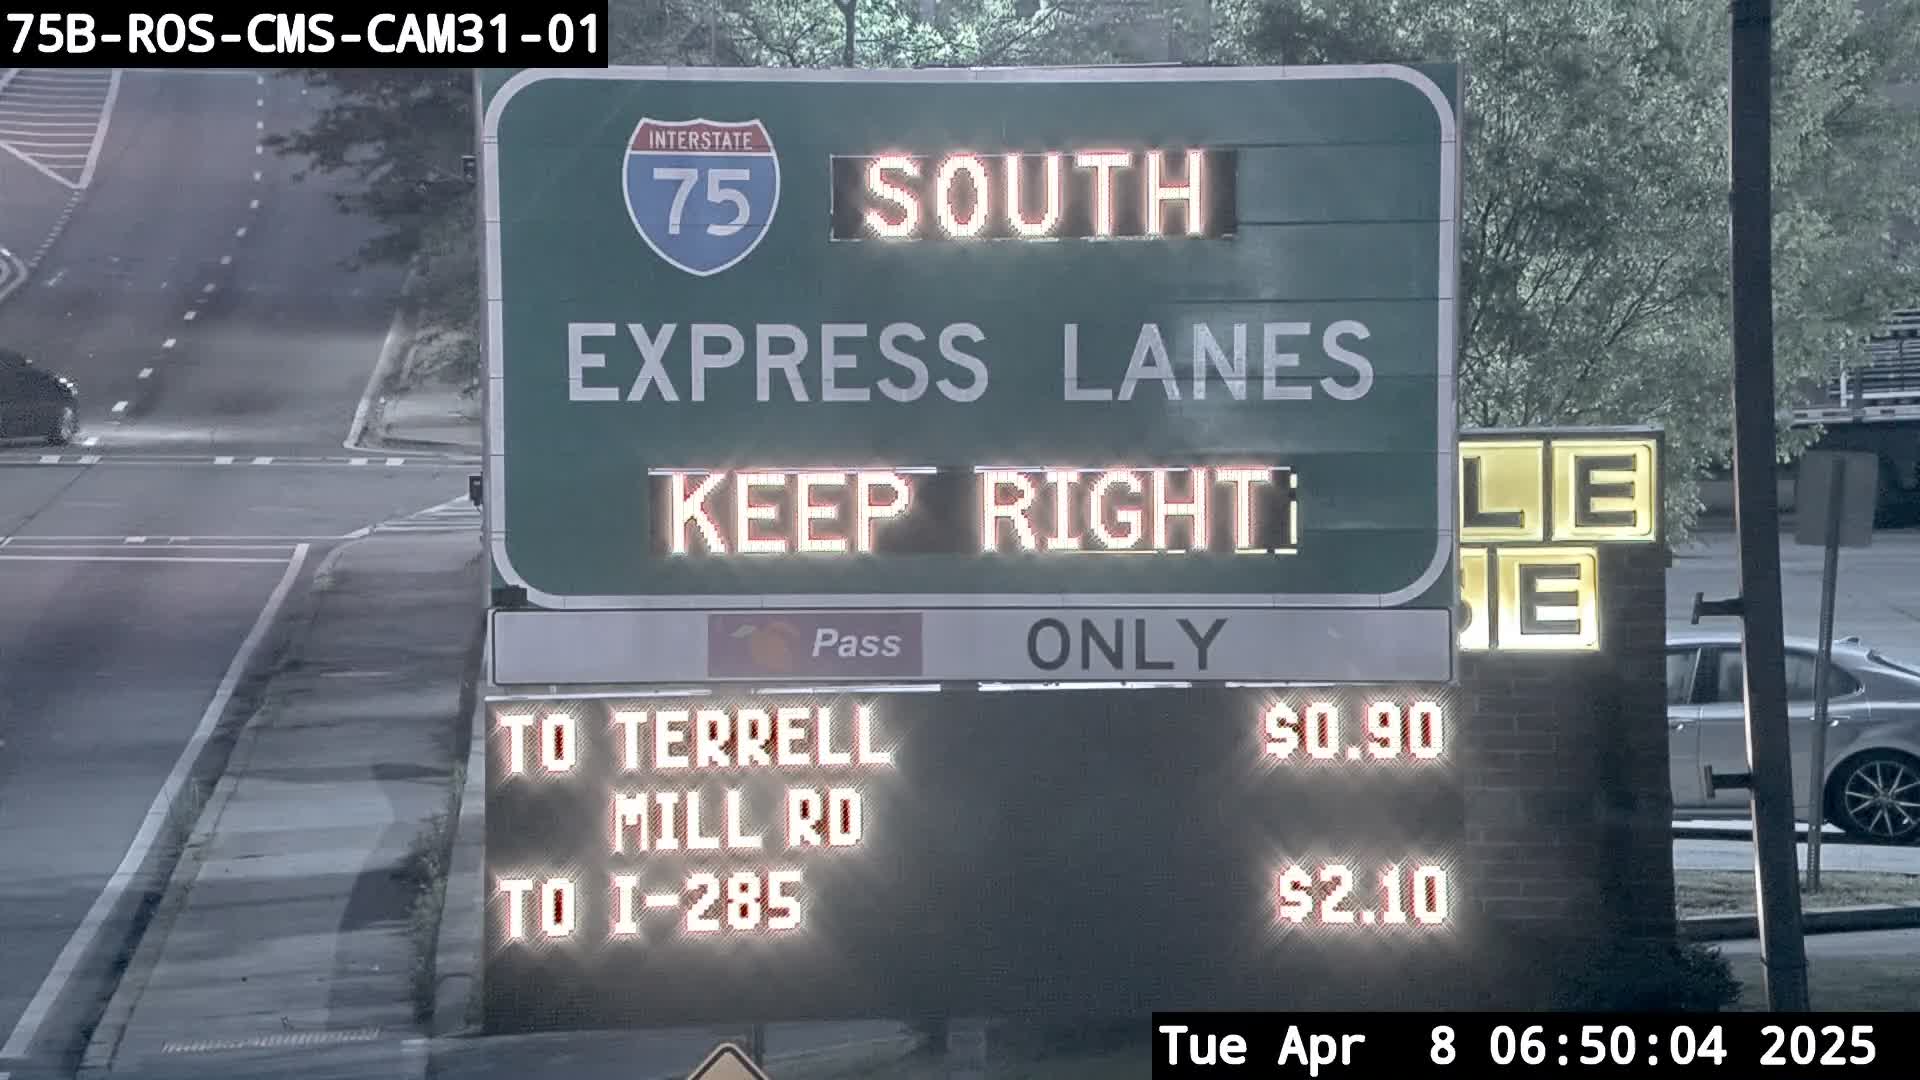 75B-ROS-CMS-CAM31-01
INTERSTATE
75
SOUTH
EXPRESS LANES
KEEP RIGHT
Pass ONLY
LE
E
TO TERRELL $0.90
MILL RD
TO I-285 $2.10
Tue Apr 8 06:50:04 2025